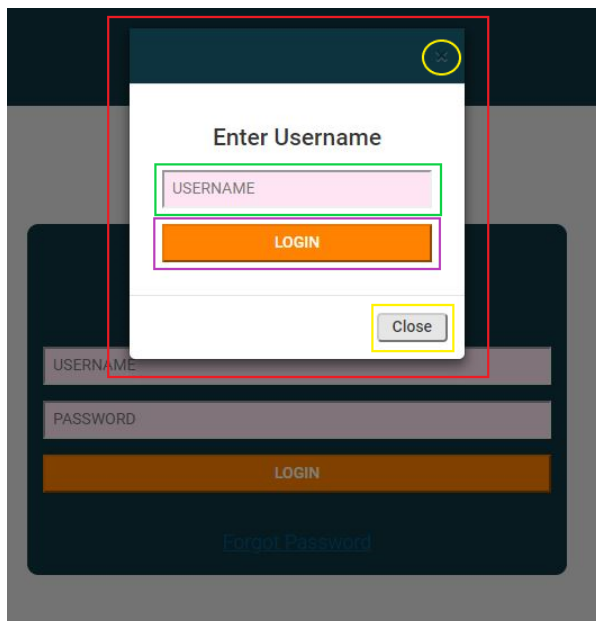 Enter Username
USERNAME
LOGIN
Close
USERNAME
PASSWORD
LOGIN
Forgot Password